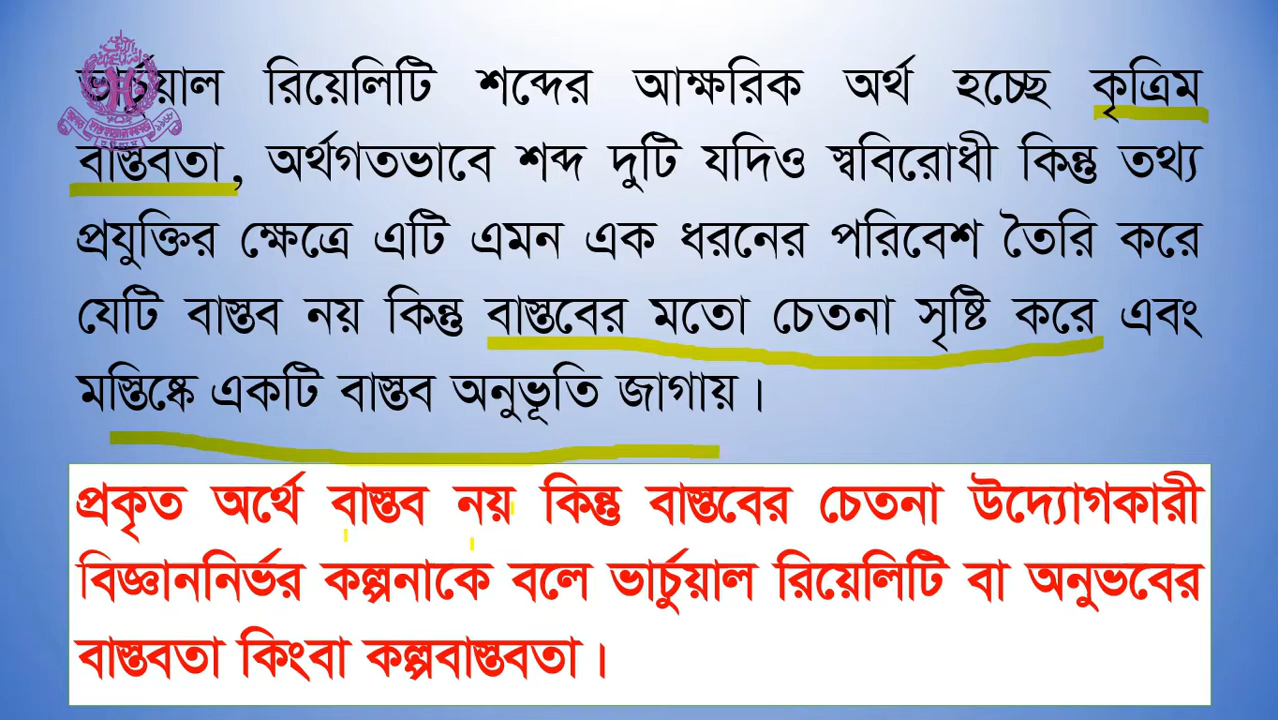 ভার্চুয়াল রিয়েলিটি শব্দের আক্ষরিক অর্থ হচ্ছে কৃত্রিম
বাস্তবতা, অর্থগতভাবে শব্দ দুটি যদিও স্ববিরোধী কিন্তু তথ্য
প্রযুক্তির ক্ষেত্রে এটি এমন এক ধরনের পরিবেশ তৈরি করে
যেটি বাস্তব নয় কিন্তু বাস্তবের মতো চেতনা সৃষ্টি করে এবং
মস্তিষ্কে একটি বাস্তব অনুভূতি জাগায়।
প্রকৃত অর্থে বাস্তব নয় কিন্তু বাস্তবের চেতনা উদ্যোগকারী
বিজ্ঞাননির্ভর কল্পনাকে বলে ভার্চুয়াল রিয়েলিটি বা অনুভবের
বাস্তবতা কিংবা কল্পবাস্তবতা।